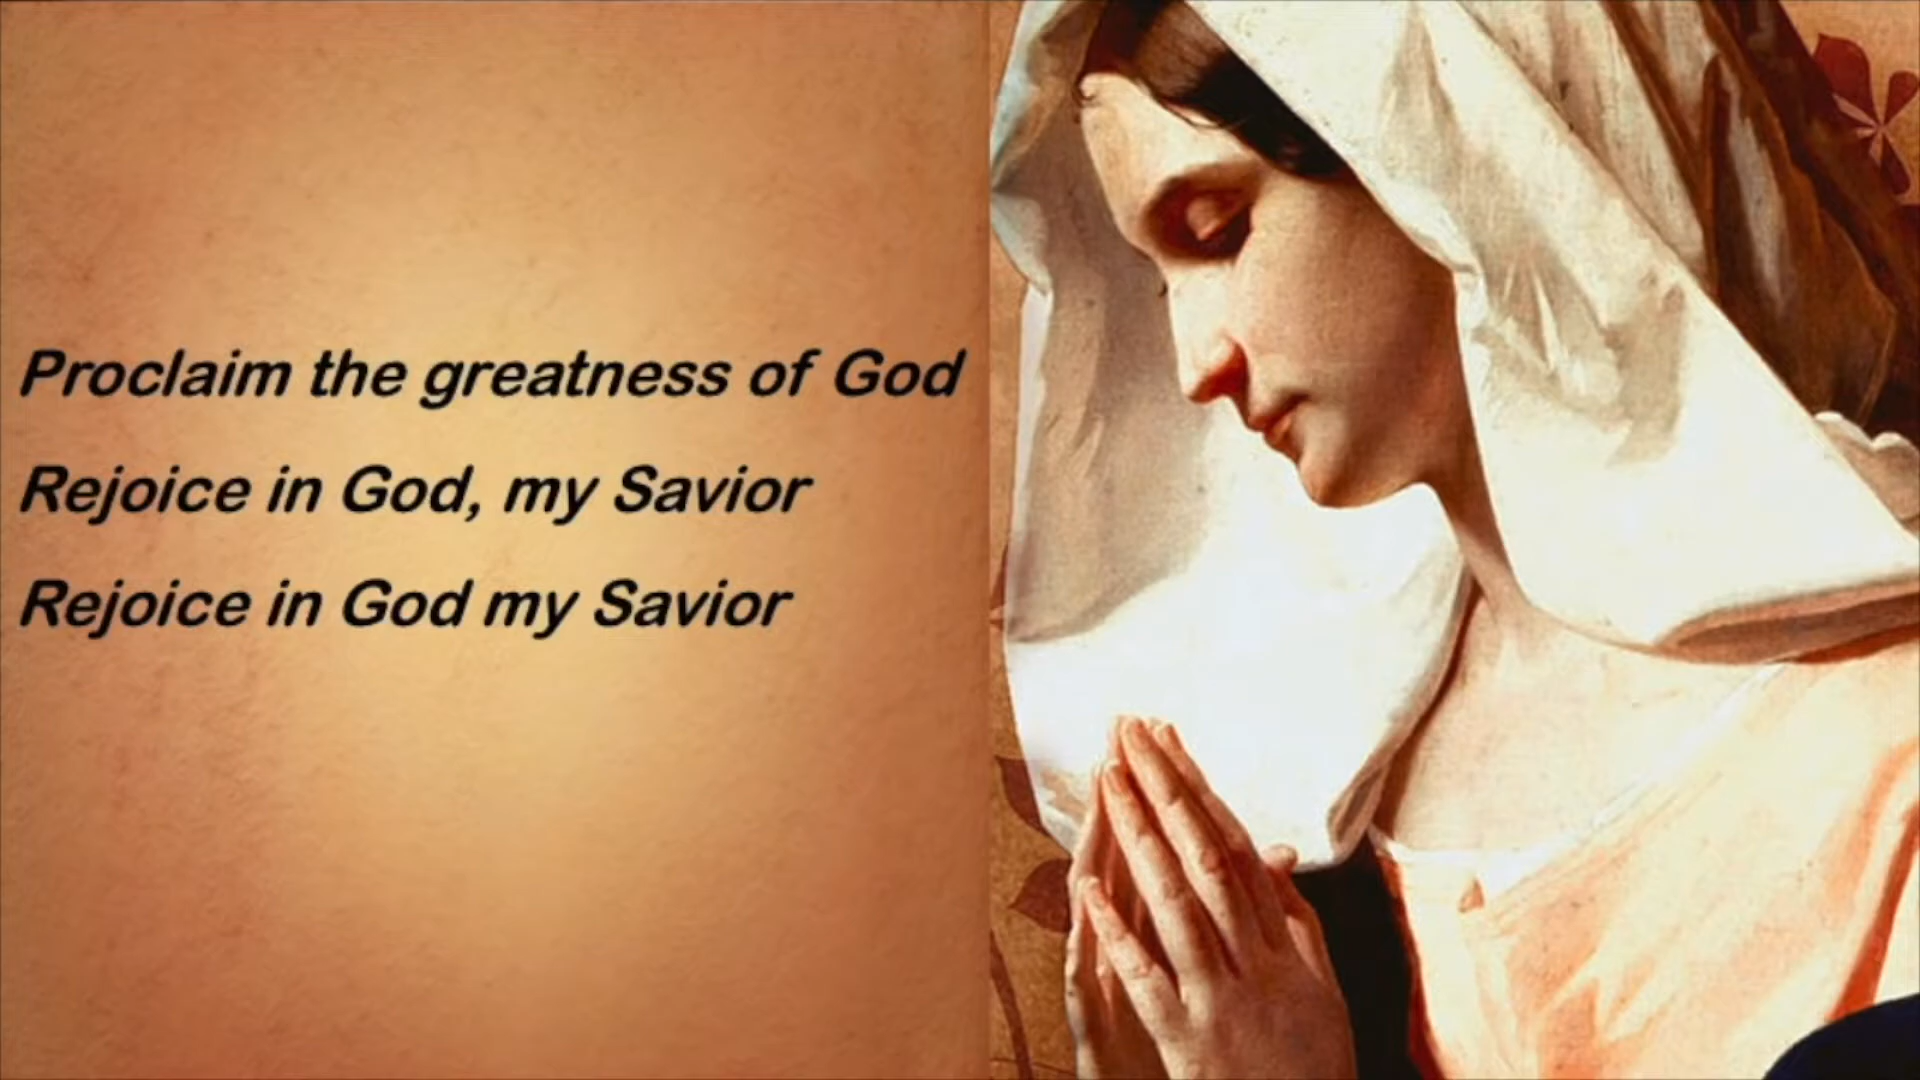 Proclaim the greatness of God
Rejoice in God, my Savior
Rejoice in God my Savior